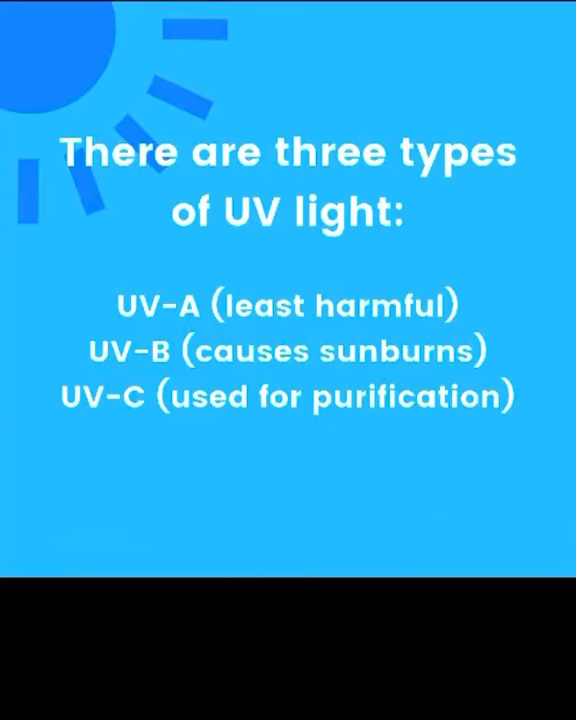 There are three types
of UV light:
UV-A (least harmful)
UV-B (causes sunburns)
UV-C (used for purification)